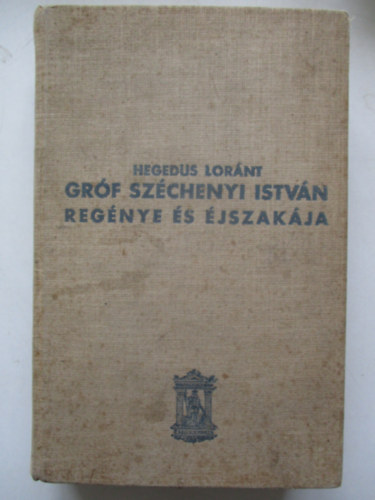 HEGEDUS LORÁNT
GRÓF SZÉCHENYI ISTVÁN
REGÉNYE ÉS ÉJSZAKÁJA